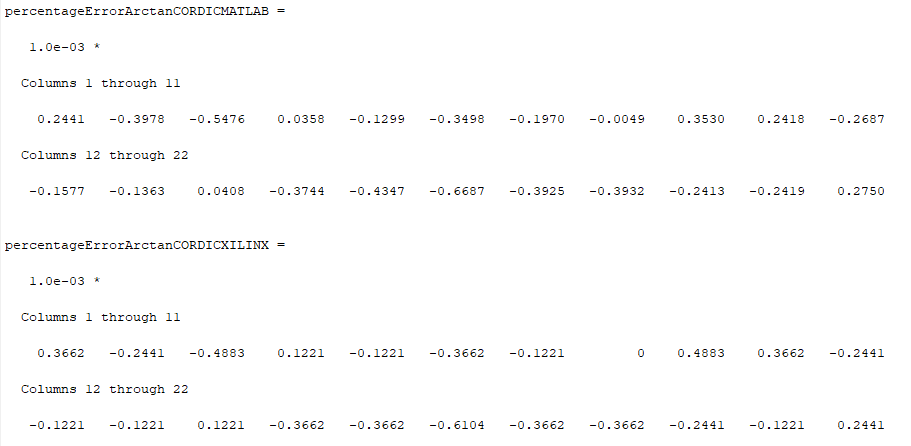 percentageErrorArctanCORDICMATLAB =
1.0e-03 *
Columns 1 through 11
0.2441 -0.3978 -0.5476 0.0358 -0.1299 -0.3498 -0.1970 -0.0049 0.3530 0.2418 -0.2687
Columns 12 through 22
-0.1577 -0.1363 0.0408 -0.3744 -0.4347 -0.6687 -0.3925 -0.3932 -0.2413 -0.2419 0.2750
percentageErrorArctanCORDICXILINX =
1.0e-03 *
Columns 1 through 11
0.3662 -0.2441 -0.4883 0.1221 -0.1221 -0.3662 -0.1221 0 0.4883 0.3662 -0.2441
Columns 12 through 22
-0.1221 -0.1221 0.1221 -0.3662 -0.3662 -0.6104 -0.3662 -0.3662 -0.2441 -0.1221 0.2441